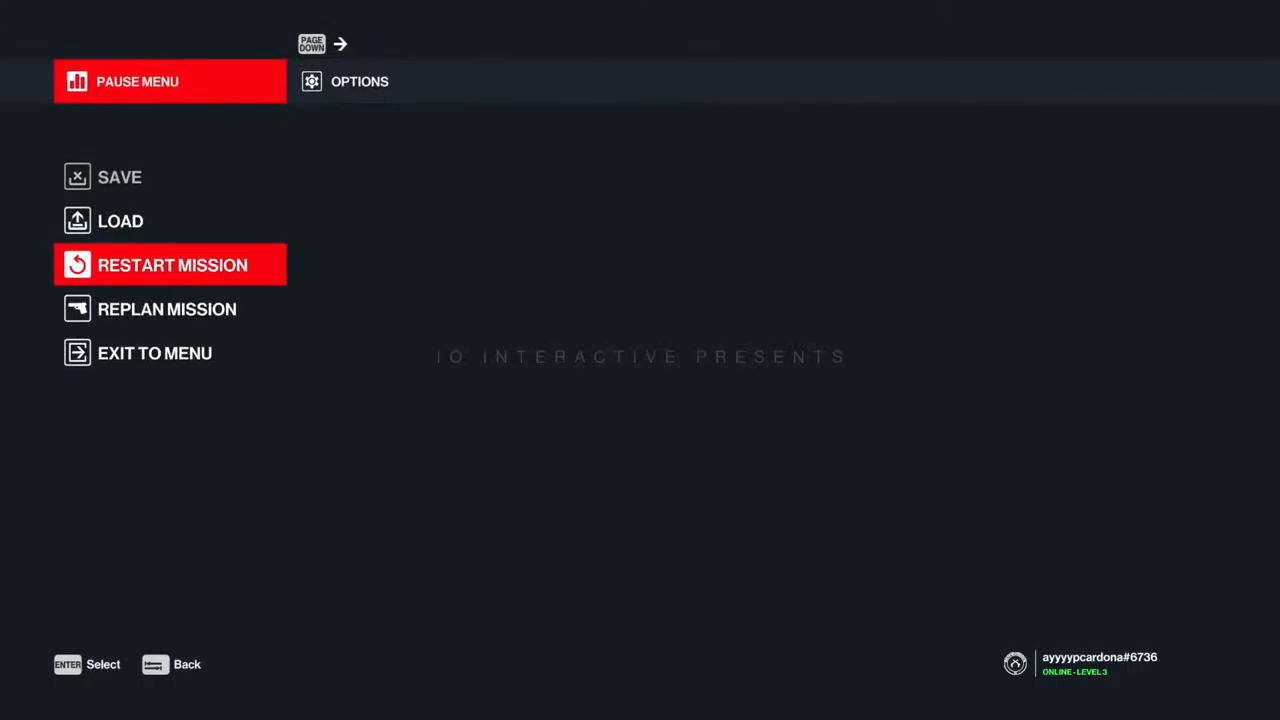 PAGE DOWN
PAUSE MENU
OPTIONS
SAVE
LOAD
RESTART MISSION
REPLAN MISSION
EXIT TO MENU
IO INTERACTIVE PRESENTS
ENTER Select
Back
ayyyypcardona#6736
ONLINE - LEVEL 3